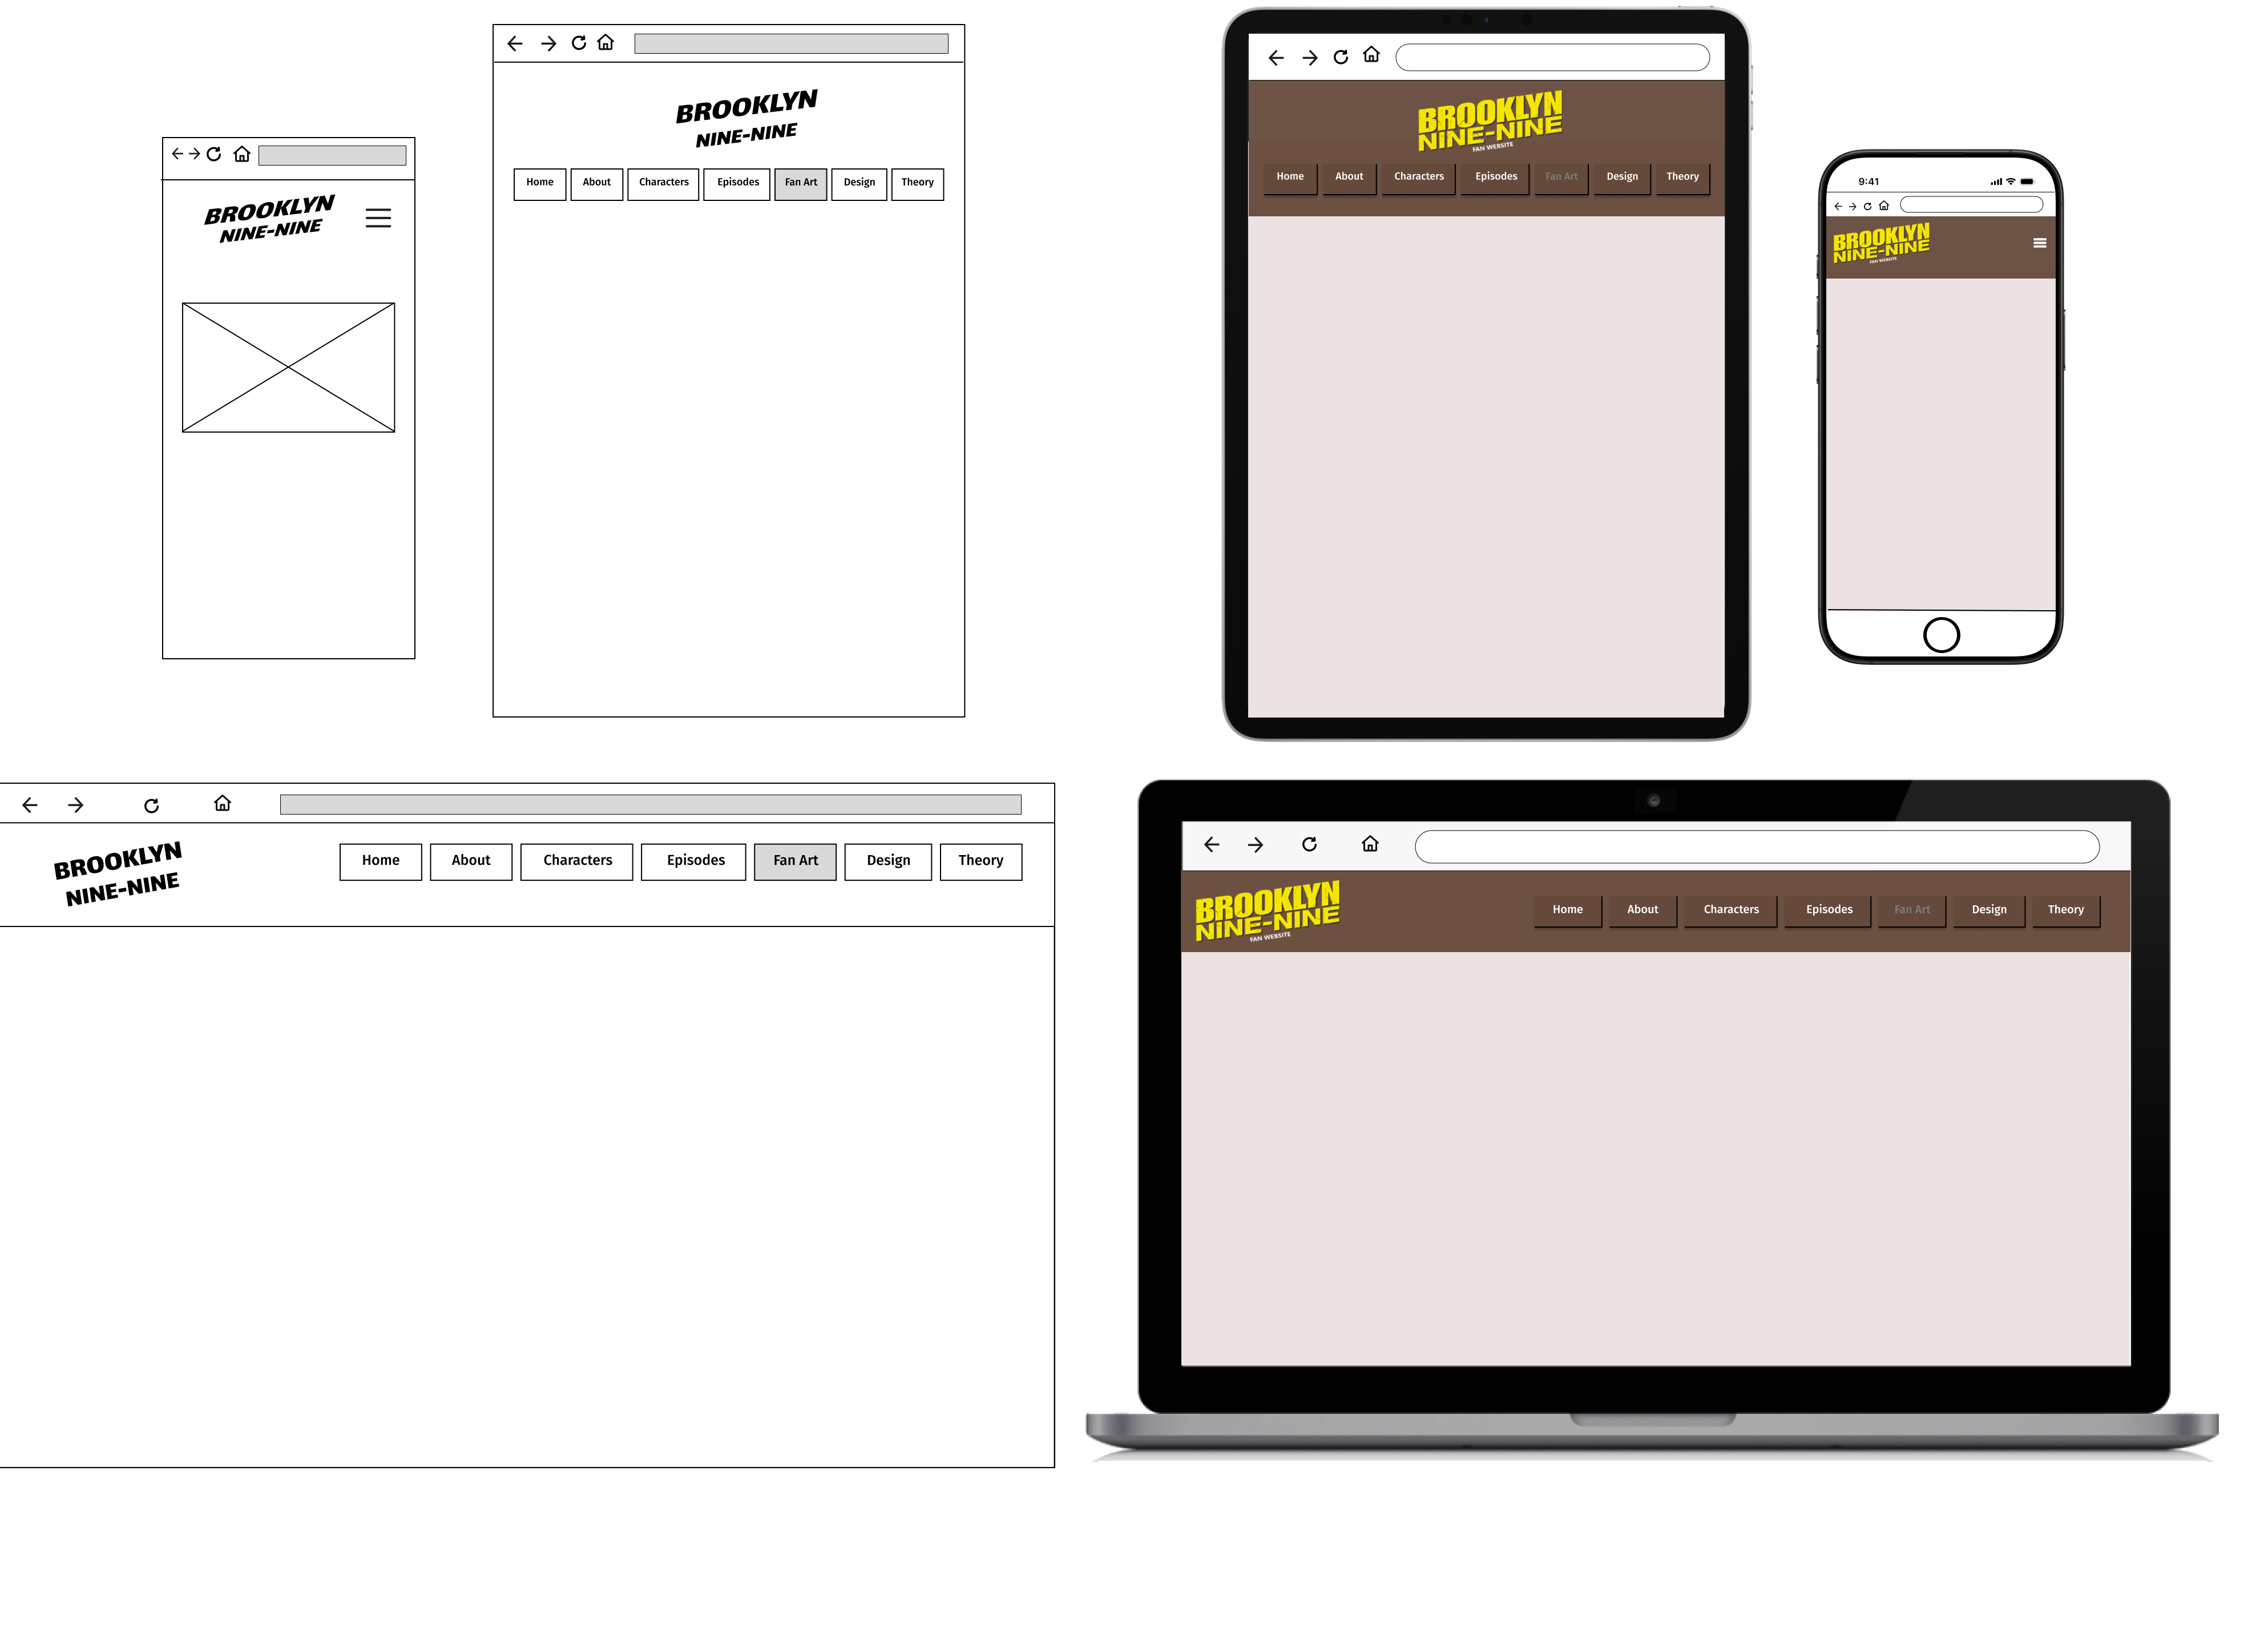 BROOKLYN
NINE-NINE
BROOKLYN
NINE-NINE
Home About Characters Episodes Fan Art Design Theory
BROOKLYN
NINE-NINE
FAN WEBSITE
Home About Characters Episodes Fan Art Design Theory
9:41
BROOKLYN
NINE-NINE
FAN WEBSITE
BROOKLYN
NINE-NINE
Home About Characters Episodes Fan Art Design Theory
BROOKLYN
NINE-NINE
FAN WEBSITE
Home About Characters Episodes Fan Art Design Theory